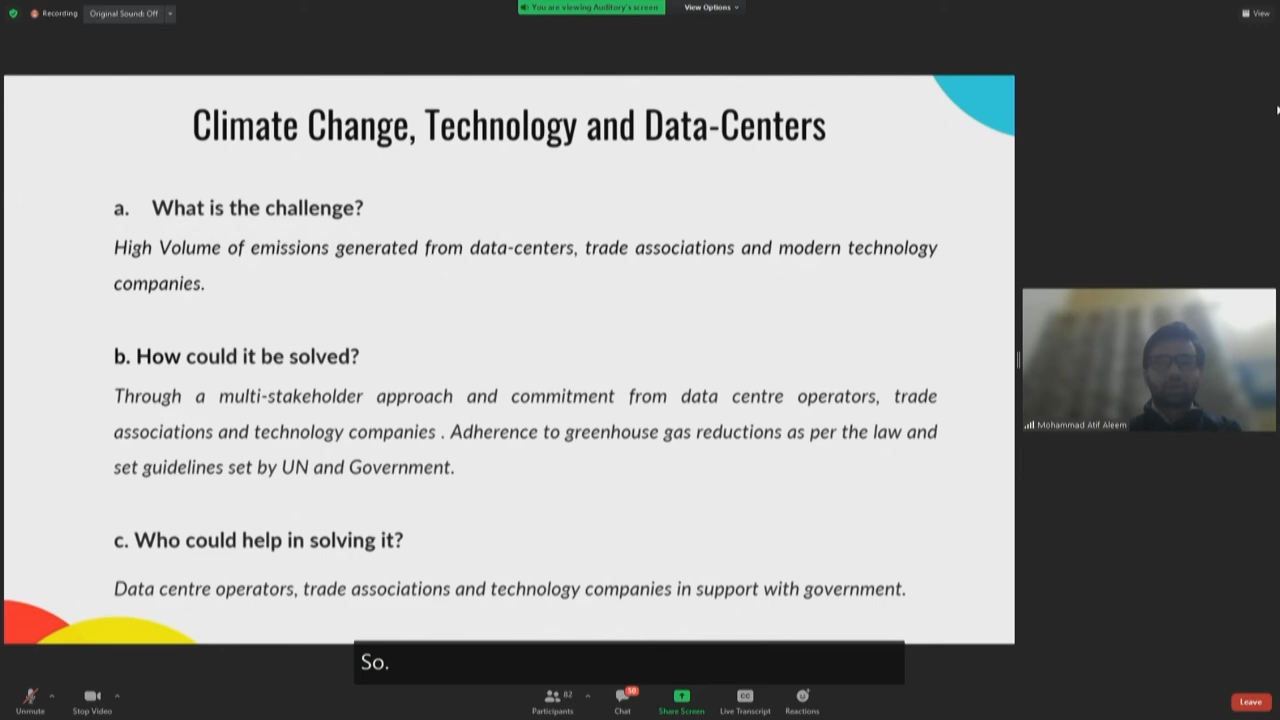 Recording
Original Sound: Off
You are viewing Auditory's screen
View Options
View
Climate Change, Technology and Data-Centers
a. What is the challenge?
High Volume of emissions generated from data-centers, trade associations and modern technology
companies.
b. How could it be solved?
Through a multi-stakeholder approach and commitment from data centre operators, trade
associations and technology companies . Adherence to greenhouse gas reductions as per the law and
set guidelines set by UN and Government.
c. Who could help in solving it?
Data centre operators, trade associations and technology companies in support with government.
Mohammad Atif Aleem
So.
Unmute
Stop Video
82
Participants
58
Chat
Share Screen
CC
Live Transcript
Reactions
Leave